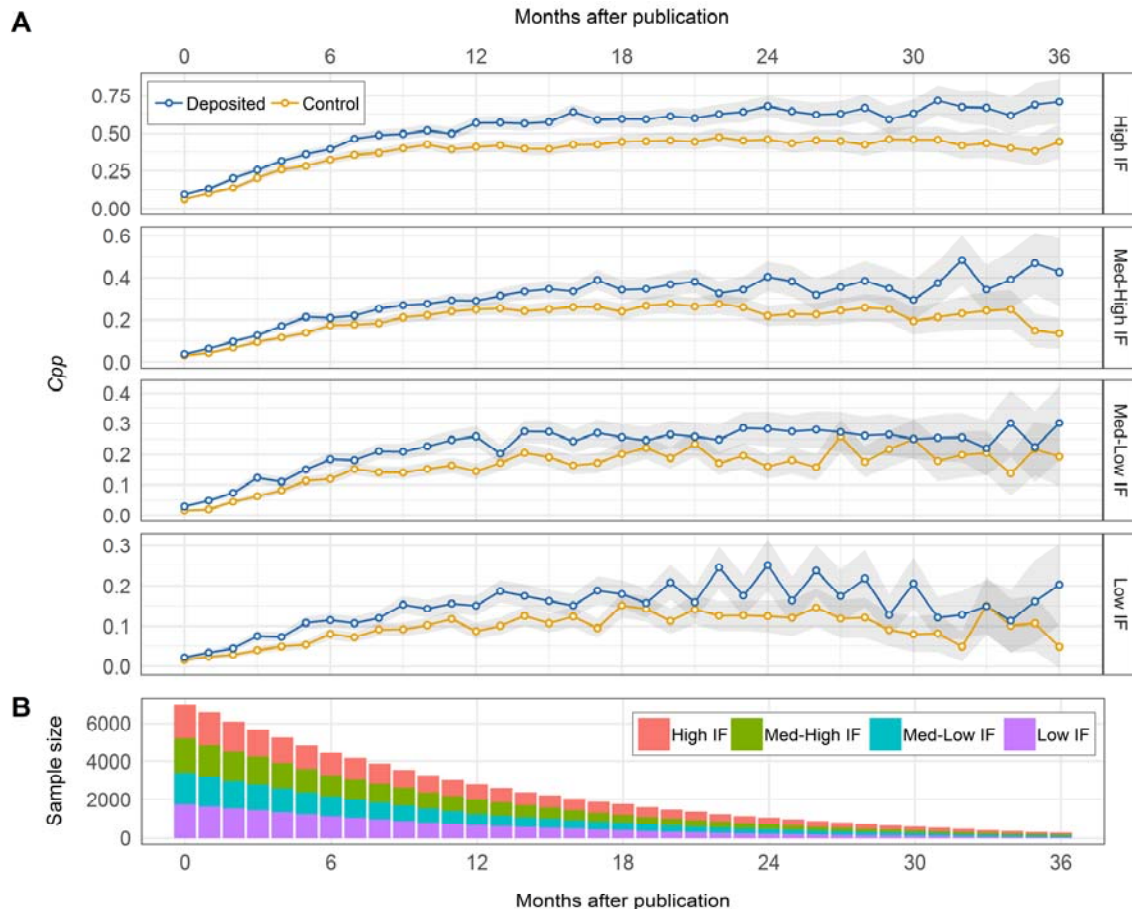 A
Months after publication
0 6 12 18 24 30 36
Deposited Control
0.75
0.50
0.25
0.00
High IF
0.6
0.4
0.2
0.0
Med-High IF
Cpp
0.4
0.3
0.2
0.1
0.0
Med-Low IF
0.3
0.2
0.1
0.0
Low IF
B
Sample size
6000
4000
2000
0
High IF Med-High IF Med-Low IF Low IF
0 6 12 18 24 30 36
Months after publication